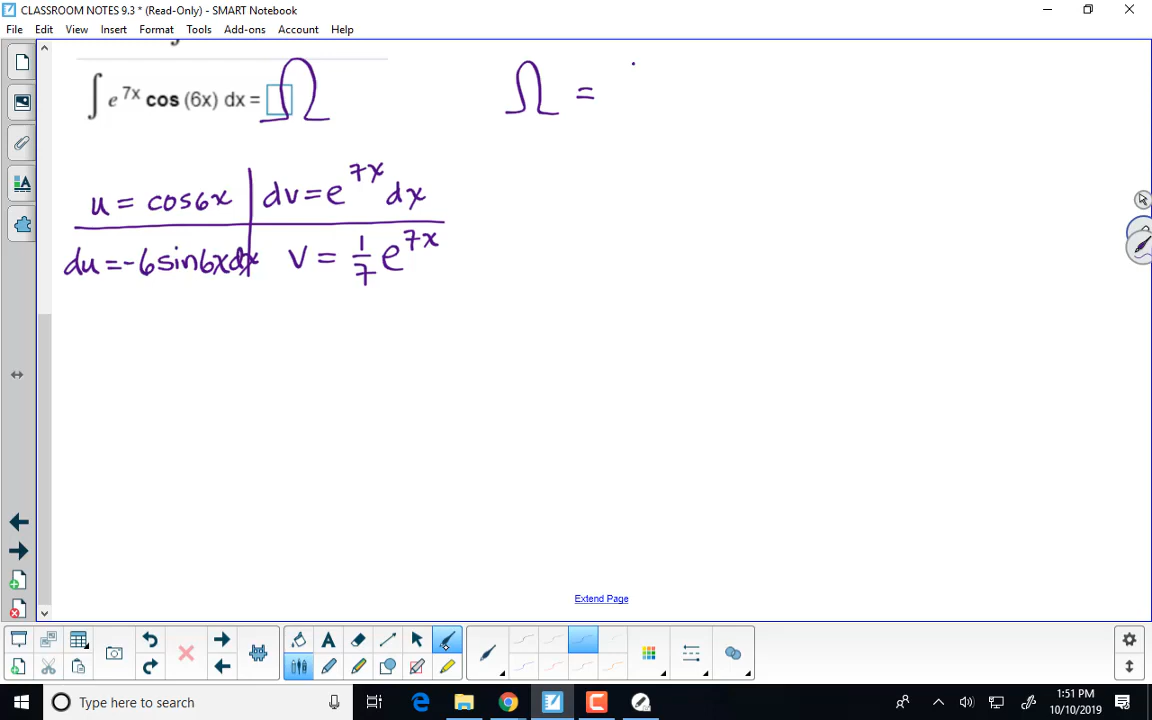 CLASSROOM NOTES 9.3 * (Read-Only) - SMART Notebook
File Edit View Insert Format Tools Add-ons Account Help
∫ e^7x cos (6x) dx = Ω
Ω =
u = cos6x | dv = e^7x dx
du = -6sin6xdx v = 1/7 e^7x
Extend Page
Type here to search
1:51 PM
10/10/2019